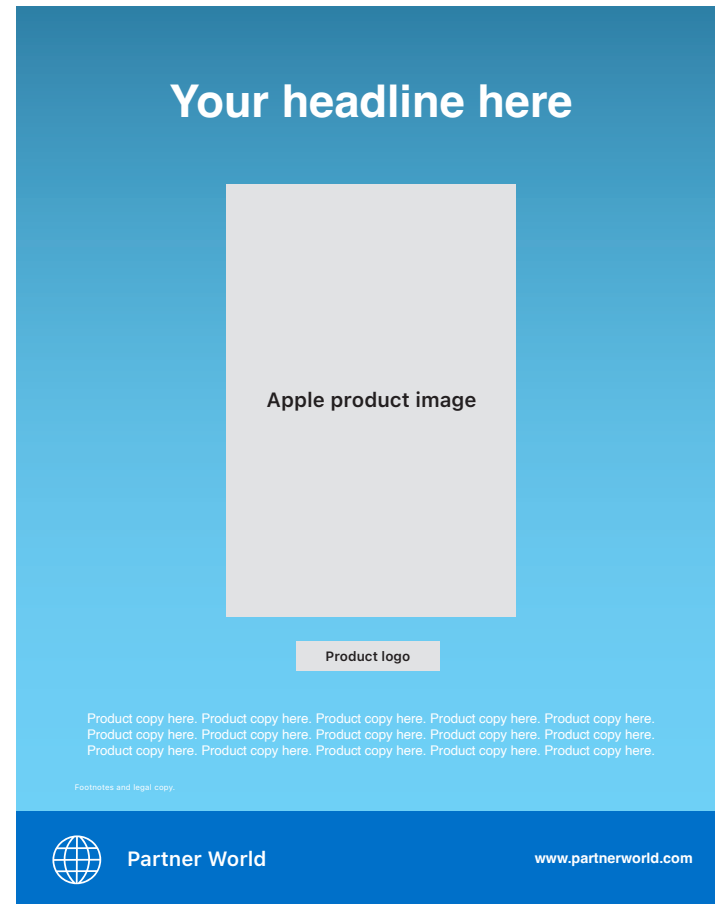 Your headline here
Apple product image
Product logo
Product copy here. Product copy here. Product copy here. Product copy here. Product copy here.
Product copy here. Product copy here. Product copy here. Product copy here. Product copy here.
Product copy here. Product copy here. Product copy here. Product copy here. Product copy here.
Footnotes and legal copy.
Partner World
www.partnerworld.com